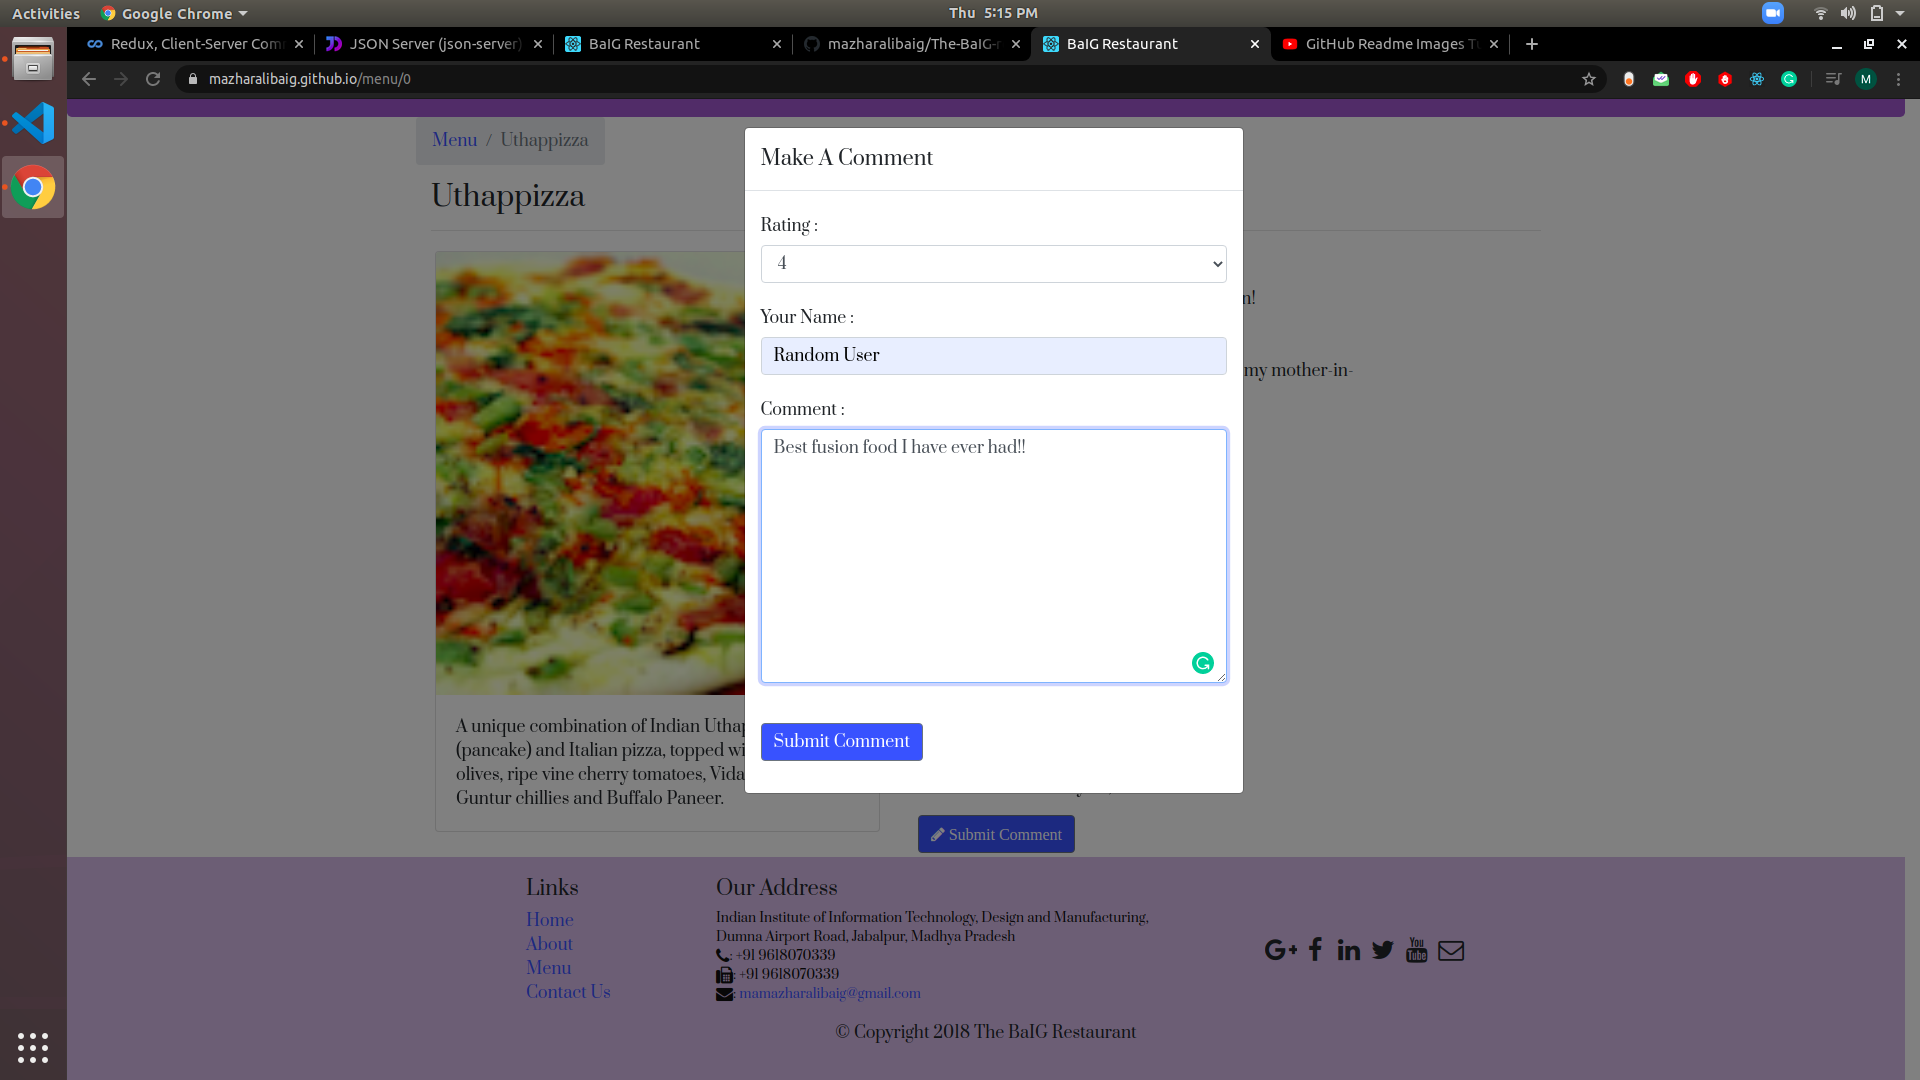 Activities
Google Chrome
Thu 5:15 PM
Redux, Client-Server Com
JSON Server (json-server)
BaIG Restaurant
mazharalibaig/The-BaIG-r
BaIG Restaurant
GitHub Readme Images Tu
mazharalibaig.github.io/menu/0
M
Menu / Uthappizza
Uthappizza
Make A Comment
Rating :
4
Your Name :
Random User
Comment :
Best fusion food I have ever had!!
Submit Comment
n!
my mother-in-
A unique combination of Indian Uthap
(pancake) and Italian pizza, topped wi
olives, ripe vine cherry tomatoes, Vida
Guntur chillies and Buffalo Paneer.
Submit Comment
Links
Home
About
Menu
Contact Us
Our Address
Indian Institute of Information Technology, Design and Manufacturing,
Dumna Airport Road, Jabalpur, Madhya Pradesh
: +91 9618070339
: +91 9618070339
: mamazharalibaig@gmail.com
G+
You
Tube
© Copyright 2018 The BaIG Restaurant